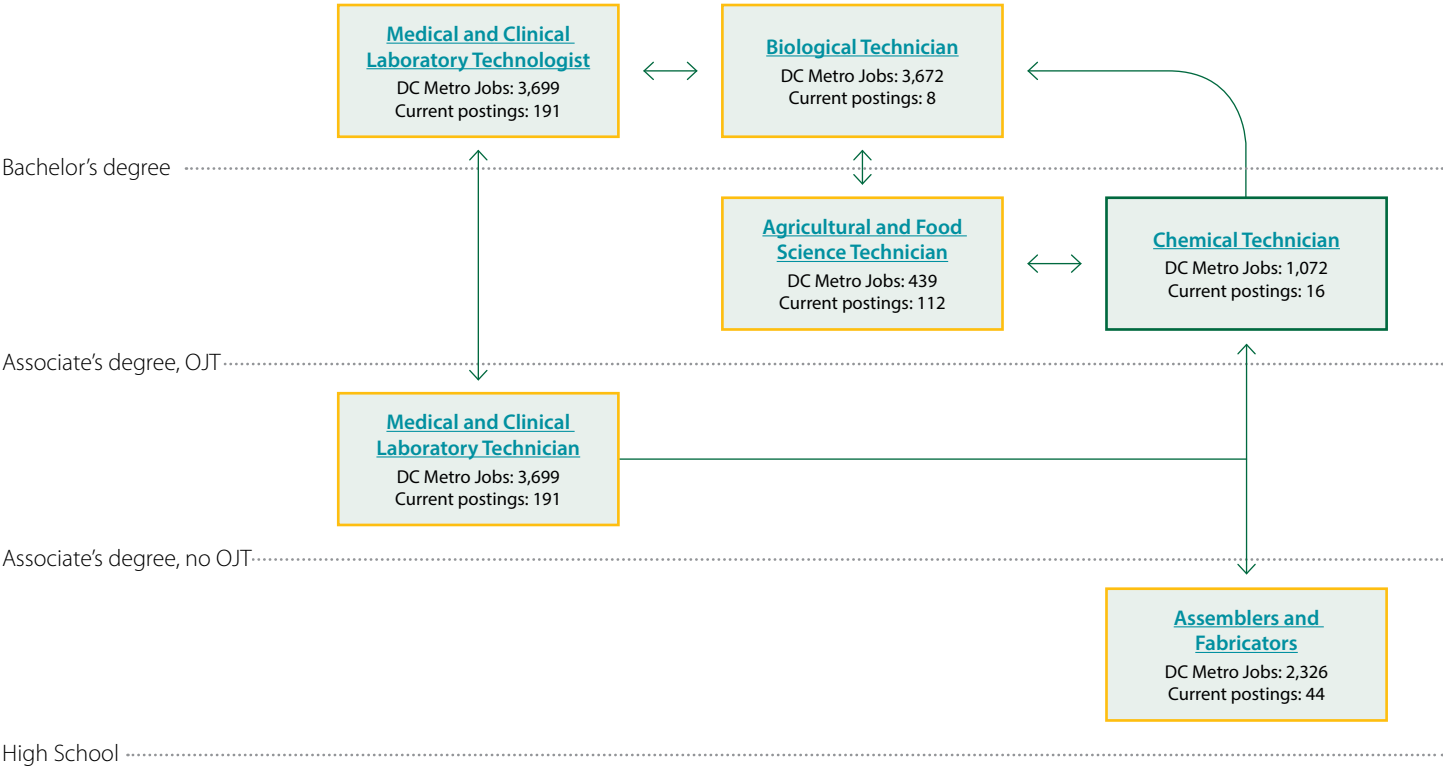 Medical and Clinical
Laboratory Technologist
DC Metro Jobs: 3,699
Current postings: 191
Biological Technician
DC Metro Jobs: 3,672
Current postings: 8
Bachelor’s degree
Agricultural and Food
Science Technician
DC Metro Jobs: 439
Current postings: 112
Chemical Technician
DC Metro Jobs: 1,072
Current postings: 16
Associate’s degree, OJT
Medical and Clinical
Laboratory Technician
DC Metro Jobs: 3,699
Current postings: 191
Associate’s degree, no OJT
Assemblers and
Fabricators
DC Metro Jobs: 2,326
Current postings: 44
High School